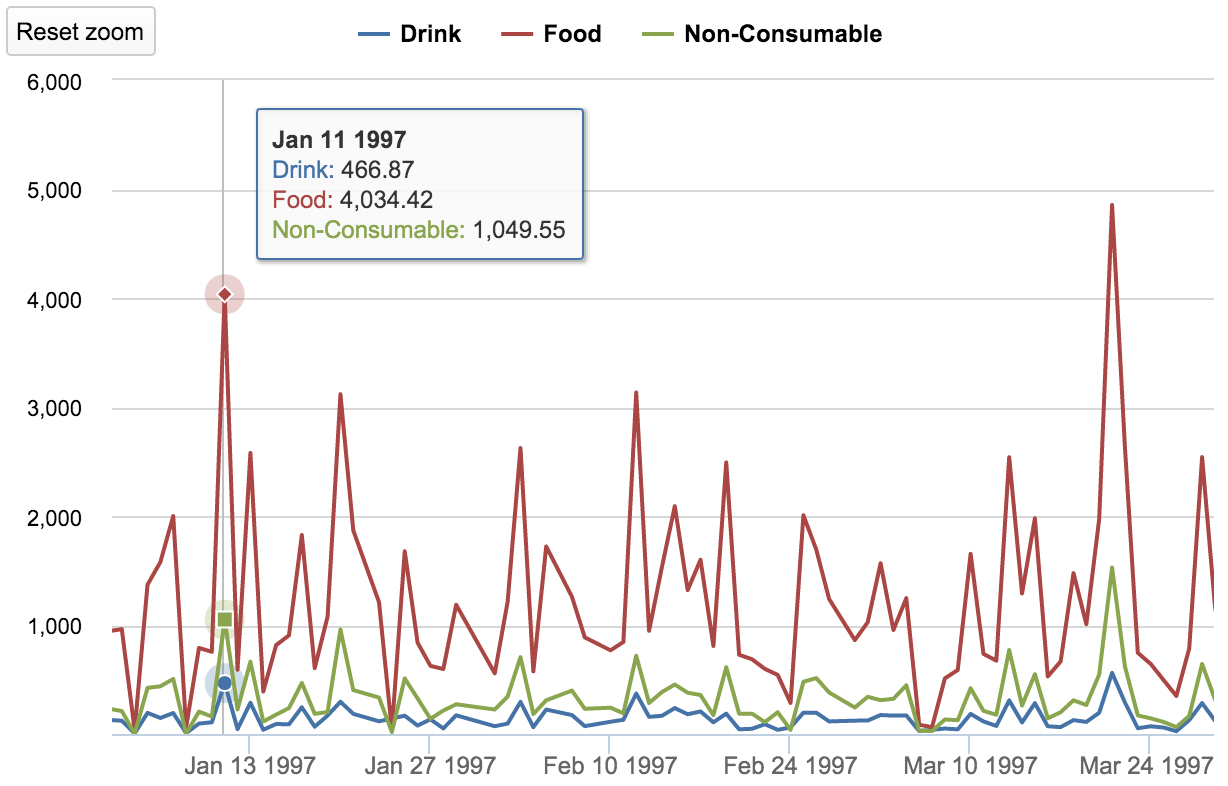 Reset zoom
Drink Food Non-Consumable
6,000
Jan 11 1997
Drink: 466.87
Food: 4,034.42
Non-Consumable: 1,049.55
5,000
4,000
3,000
2,000
1,000
Jan 13 1997 Jan 27 1997 Feb 10 1997 Feb 24 1997 Mar 10 1997 Mar 24 1997